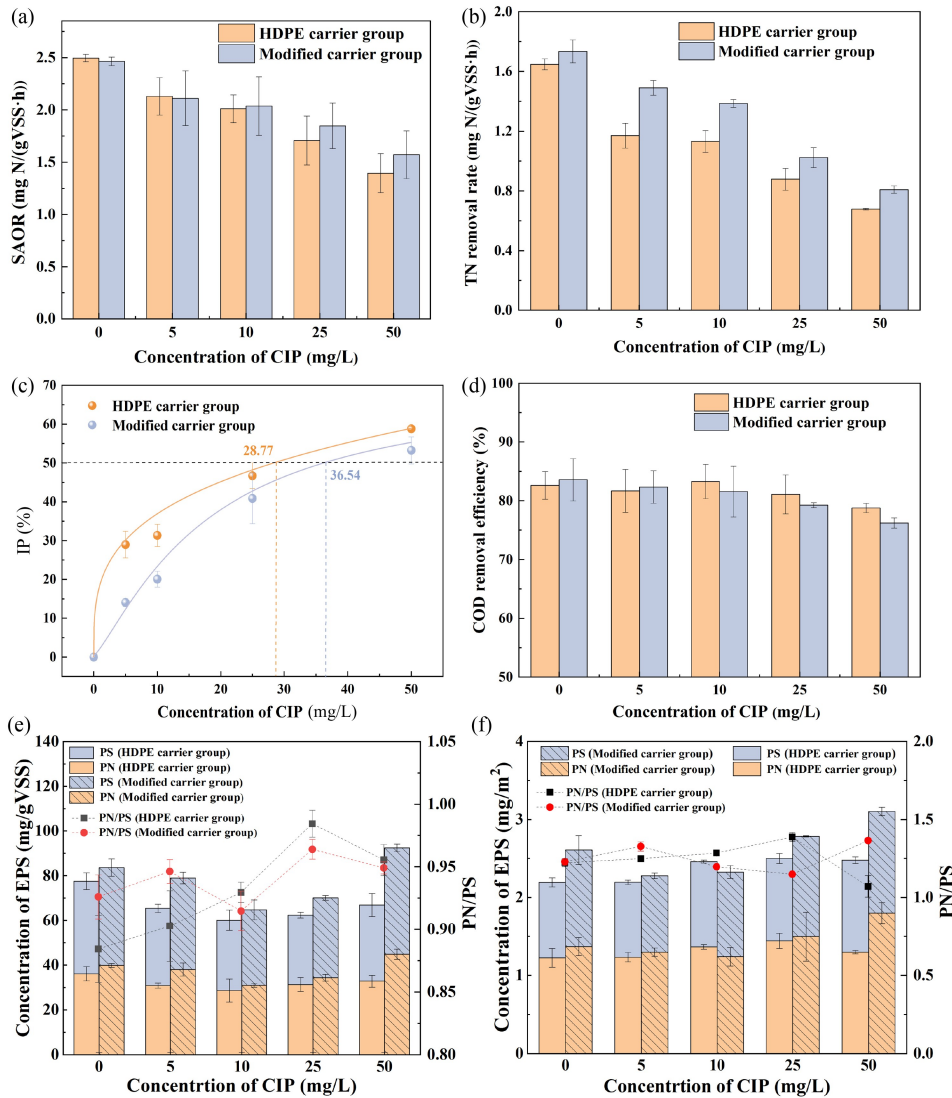 (a)
HDPE carrier group
Modified carrier group
SAOR (mg N/(gVSS·h))
2.5
2.0
1.5
1.0
0.5
0.0
0 5 10 25 50
Concentration of CIP (mg/L)
(b)
HDPE carrier group
Modified carrier group
TN removal rate (mg N/(gVSS·h))
1.6
1.2
0.8
0.4
0.0
2.0
0 5 10 25 50
Concentration of CIP (mg/L)
(c)
HDPE carrier group
Modified carrier group
IP (%)
70
60
50
40
30
20
10
0
28.77
36.54
0 10 20 30 40 50
Concentration of CIP (mg/L)
(d)
HDPE carrier group
Modified carrier group
COD removal efficiency (%)
100
90
80
70
60
50
0 5 10 25 50
Concentration of CIP (mg/L)
(e)
PS (HDPE carrier group)
PN (HDPE carrier group)
PS (Modified carrier group)
PN (Modified carrier group)
PN/PS (HDPE carrier group)
PN/PS (Modified carrier group)
Concentration of EPS (mg/gVSS)
140
120
100
80
60
40
20
0
PN/PS
1.05
1.00
0.95
0.90
0.85
0.80
0 5 10 25 50
Concentrtion of CIP (mg/L)
(f)
PS (Modified carrier group) PS (HDPE carrier group)
PN (Modified carrier group) PN (HDPE carrier group)
PN/PS (HDPE carrier group)
PN/PS (Modified carrier group)
Concentration of EPS (mg/m²)
4
3
2
1
0
PN/PS
2.0
1.5
1.0
0.5
0.0
0 5 10 25 50
Concentrtion of CIP (mg/L)